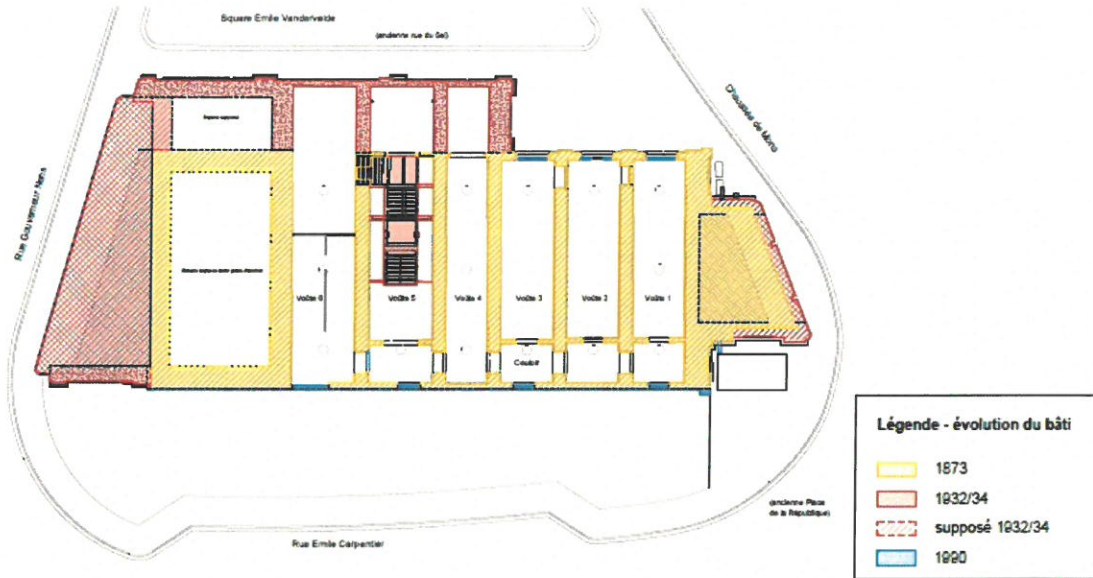 Square Emile Vandervelde
(ancienne rue du Sel)
Chaussée de Mons
Rue Gouverneur Nens
Voûte 6
Voûte 5
Voûte 4
Voûte 3
Voûte 2
Voûte 1
Couloir
(ancienne Place
de la République)
Rue Emile Carpentier
Légende - évolution du bâti
1873
1932/34
supposé 1932/34
1990